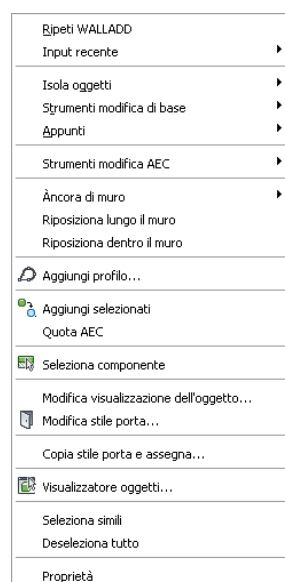 Ripeti WALLADD
Input recente
Isola oggetti
Strumenti modifica di base
Appunti
Strumenti modifica AEC
Àncora di muro
Riposiziona lungo il muro
Riposiziona dentro il muro
Aggiungi profilo...
Aggiungi selezionati
Quota AEC
Seleziona componente
Modifica visualizzazione dell'oggetto...
Modifica stile porta...
Copia stile porta e assegna...
Visualizzatore oggetti...
Seleziona simili
Deseleziona tutto
Proprietà